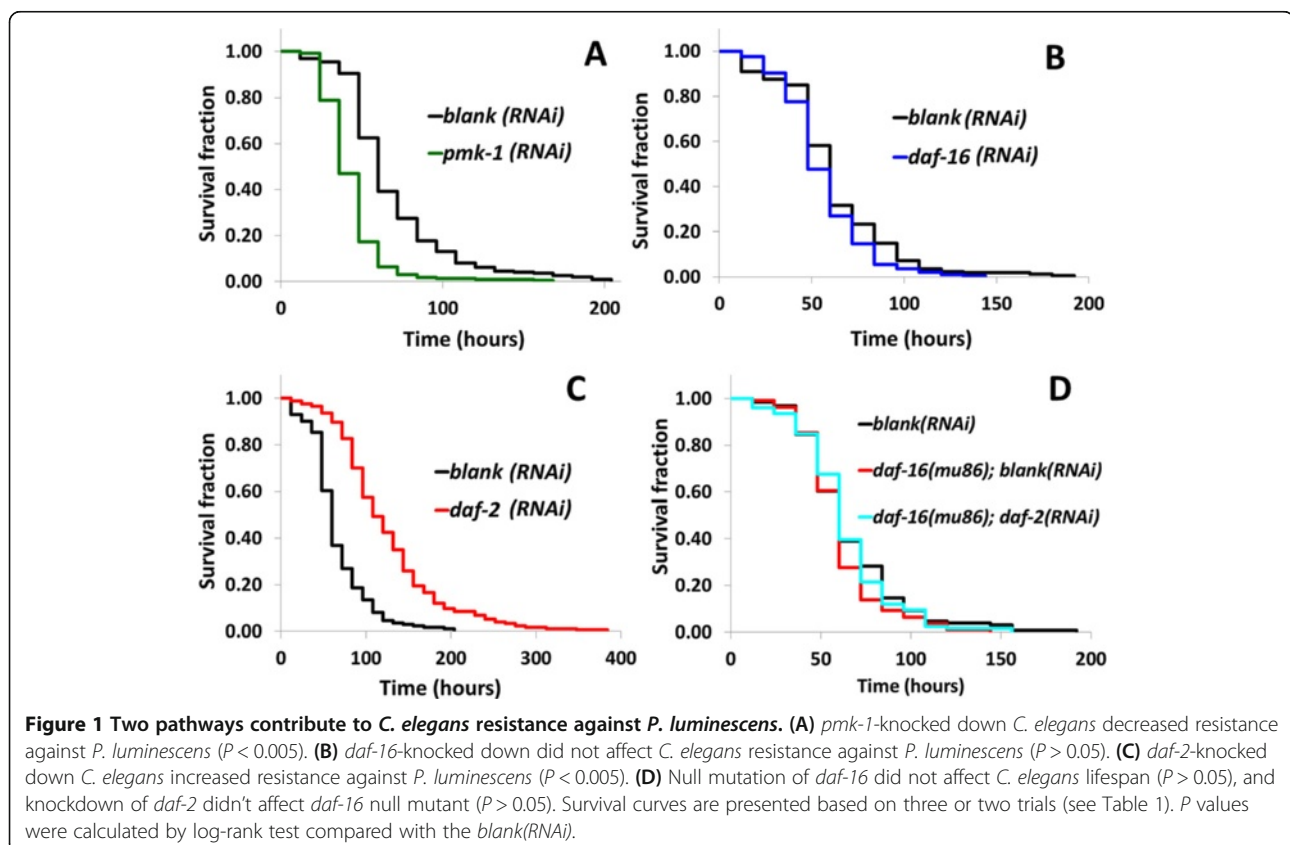 A
1.00
0.80
0.60
0.40
0.20
0.00
Survival fraction
blank (RNAi)
pmk-1 (RNAi)
0
100
200
Time (hours)
B
1.00
0.80
0.60
0.40
0.20
0.00
Survival fraction
blank (RNAi)
daf-16 (RNAi)
0
50
100
150
200
Time (hours)
C
1.00
0.80
0.60
0.40
0.20
0.00
Survival fraction
blank (RNAi)
daf-2 (RNAi)
0
100
200
300
400
Time (hours)
D
1.00
0.80
0.60
0.40
0.20
0.00
Survival fraction
blank(RNAi)
daf-16(mu86); blank(RNAi)
daf-16(mu86); daf-2(RNAi)
0
50
100
150
200
Time (hours)
Figure 1 Two pathways contribute to C. elegans resistance against P. luminescens. (A) pmk-1-knocked down C. elegans decreased resistance
against P. luminescens (P < 0.005). (B) daf-16-knocked down did not affect C. elegans resistance against P. luminescens (P > 0.05). (C) daf-2-knocked
down C. elegans increased resistance against P. luminescens (P < 0.005). (D) Null mutation of daf-16 did not affect C. elegans lifespan (P > 0.05), and
knockdown of daf-2 didn't affect daf-16 null mutant (P > 0.05). Survival curves are presented based on three or two trials (see Table 1). P values
were calculated by log-rank test compared with the blank(RNAi).